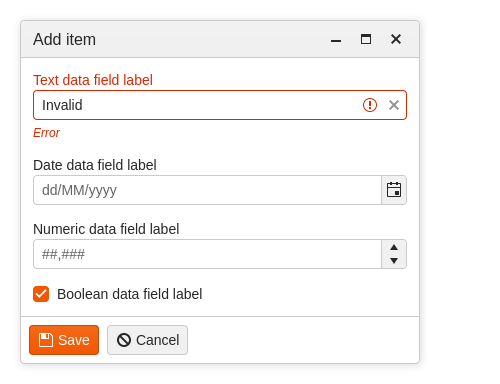 Add item
Text data field label
Invalid
Error
Date data field label
dd/MM/yyyy
Numeric data field label
##,###
Boolean data field label
Save Cancel